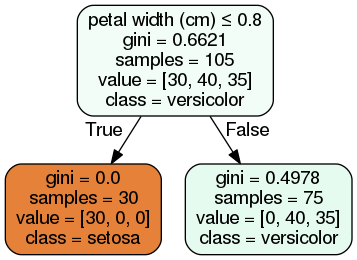 petal width (cm) ≤ 0.8
gini = 0.6621
samples = 105
value = [30, 40, 35]
class = versicolor
True
False
gini = 0.0
samples = 30
value = [30, 0, 0]
class = setosa
gini = 0.4978
samples = 75
value = [0, 40, 35]
class = versicolor